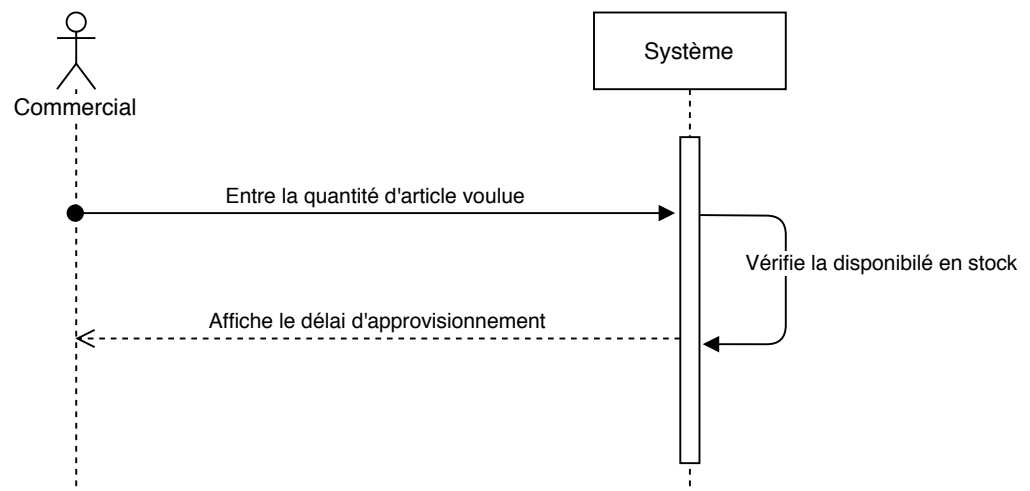 Commercial
Système
Entre la quantité d'article voulue
Vérifie la disponibilé en stock
Affiche le délai d'approvisionnement